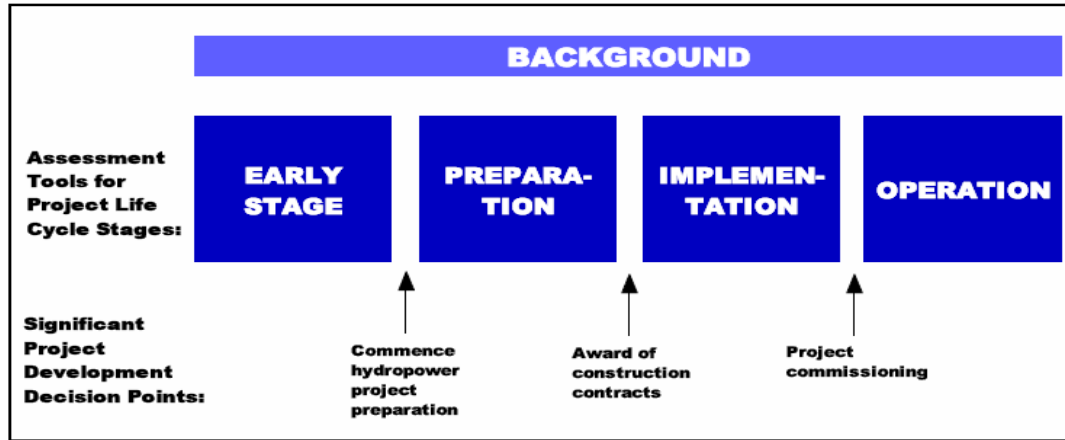 BACKGROUND
Assessment
Tools for
Project Life
Cycle Stages:
EARLY
STAGE
PREPARA-
TION
IMPLEMEN-
TATION
OPERATION
Significant
Project
Development
Decision Points:
Commence
hydropower
project
preparation
Award of
construction
contracts
Project
commissioning